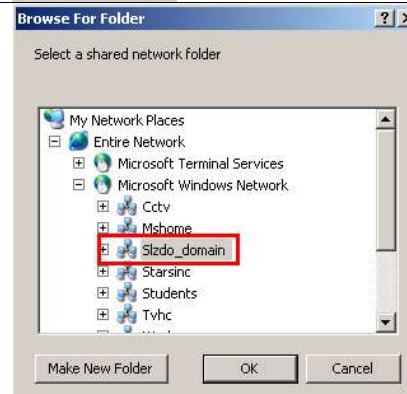 Browse For Folder
Select a shared network folder
My Network Places
Entire Network
Microsoft Terminal Services
Microsoft Windows Network
Cctv
Mshome
Slzdo_domain
Starsinc
Students
Tvhc
Make New Folder
OK
Cancel